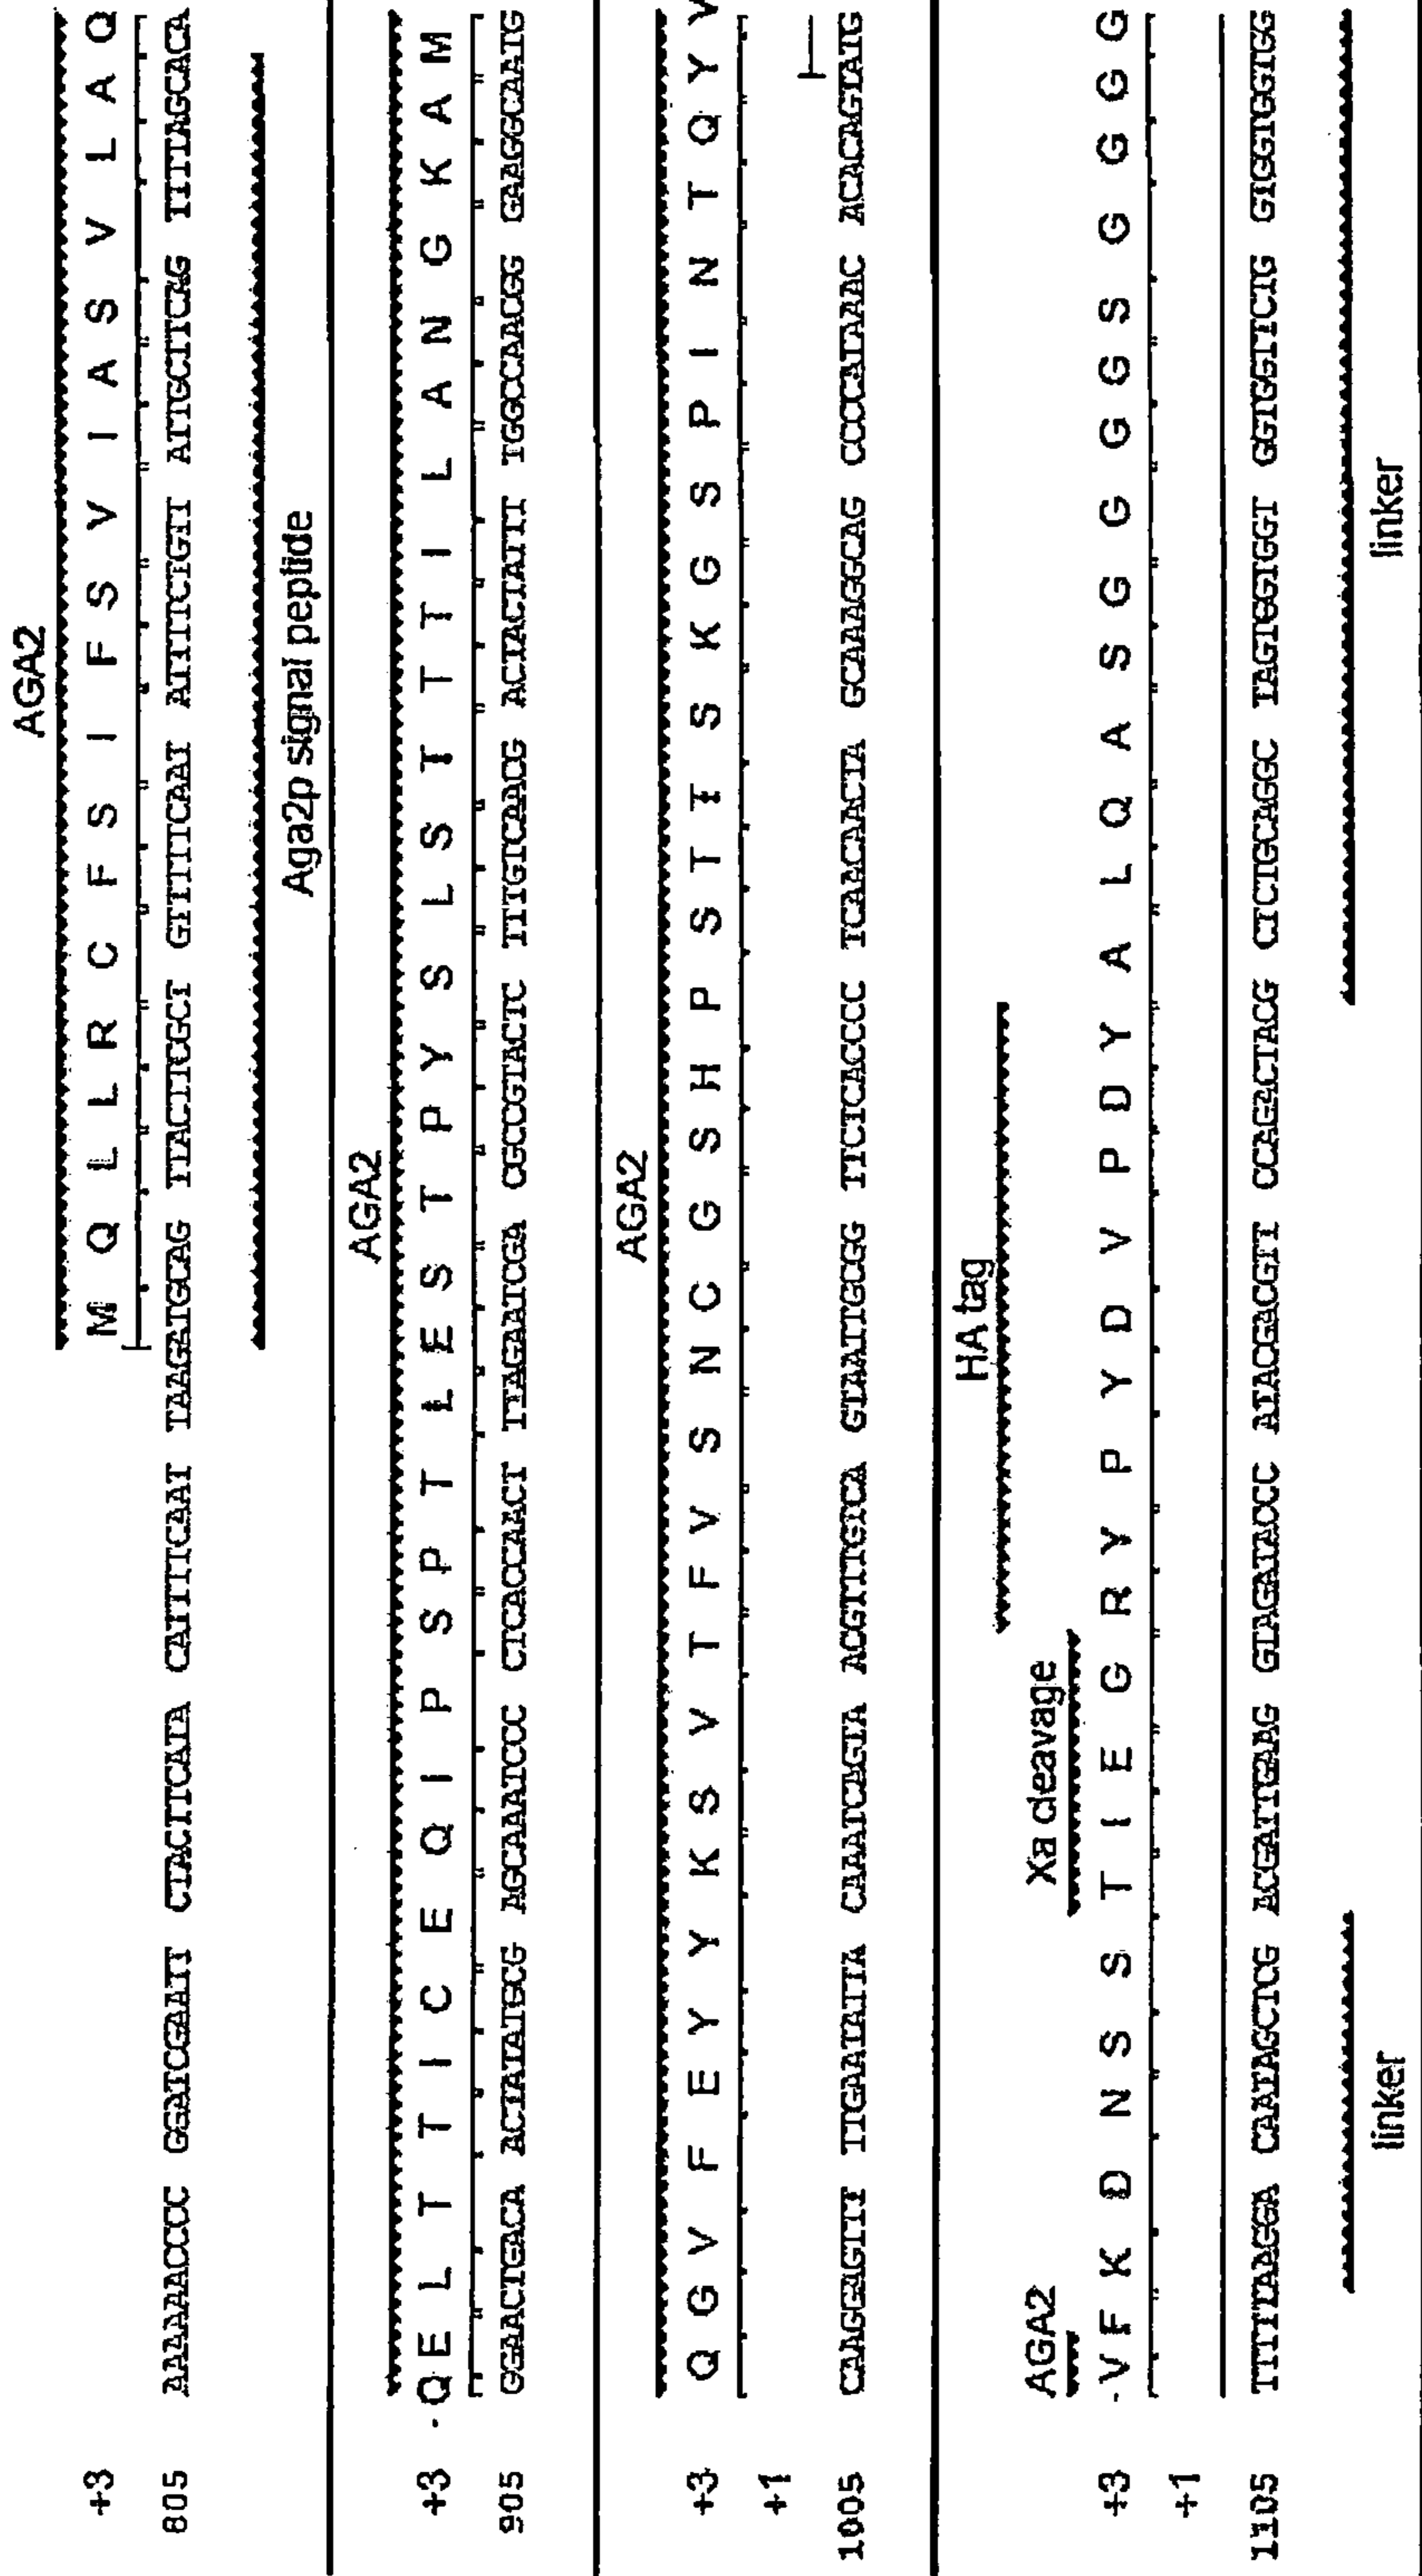 AGA2
+3 M Q L L R C F S I F S V I A S V L A Q
805 AAAAAACCCC GGATCGAATT CTACTTCATA CATTTTCAAT TAAGATGCAG TTACTTCGCT GTTTTTCAAT ATTTTCTGTT ATTGCTTCAG TTTTAGCACA
Aga2p signal peptide
AGA2
+3 ·Q E L T T I C E Q I P S P T L E S T P Y S L S T T T I L A N G K A M
905 GGAACTGACA ACTATATGCG AGCAAATCCC CTCACCAACT TTAGAATCGA CGCCGTACTC TTTGTCAACG ACTACTATTT TGGCCAACGG GAAGGCAATG
AGA2
+3 Q G V F E Y Y K S V T F V S N C G S H P S T T S K G S P I N T Q Y V
+1
1005 CAAGGAGTTT TTGAATATTA CAAATCAGTA ACGTTTGTCA GTAATTGCGG TTCTCACCCC TCAACAACTA GCAAAGGCAG CCCCATAAAC ACACAGTATG
HA tag
AGA2 Xa cleavage
+3 ·V F K D N S S T I E G R Y P Y D V P D Y A L Q A S G G G G S G G G G
+1
1105 TTTTTAAGGA CAATAGCTCG ACGATTGAAG GTAGATACCC ATACGACGTT CCAGACTACG CTCTGCAGGC TAGTGGTGGT GGTGGTTCTG GTGGTGGTGG
linker linker